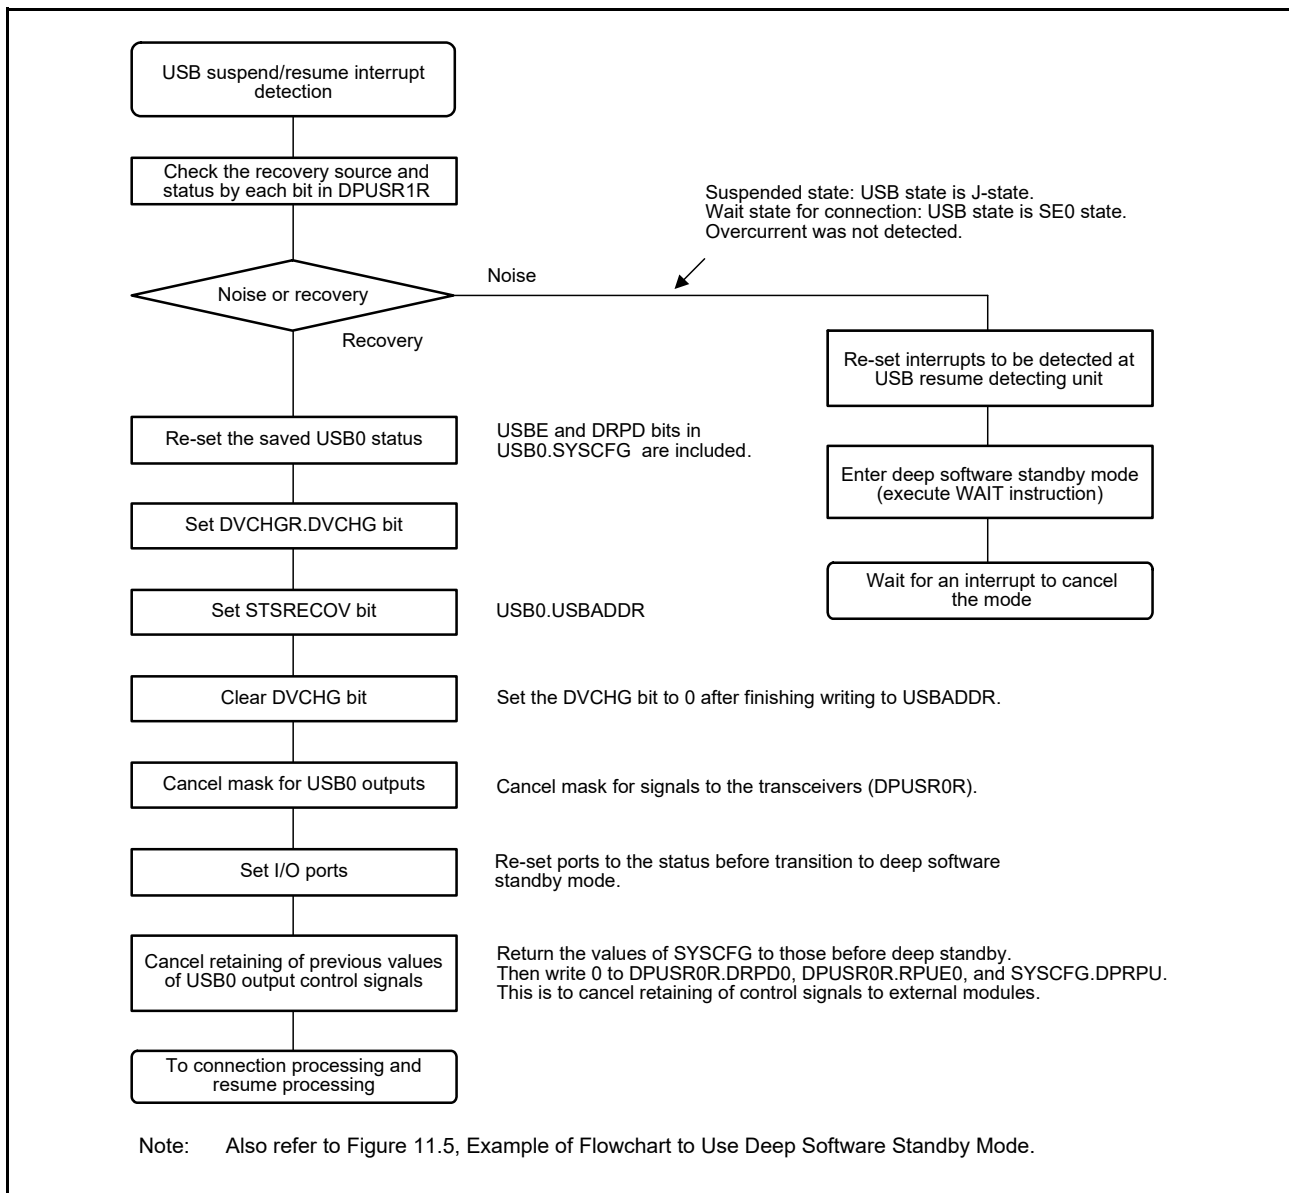 USB suspend/resume interrupt
detection
Check the recovery source and
status by each bit in DPUSR1R
Suspended state: USB state is J-state.
Wait state for connection: USB state is SE0 state.
Overcurrent was not detected.
Noise
Noise or recovery
Recovery
Re-set interrupts to be detected at
USB resume detecting unit
Re-set the saved USB0 status
USBE and DRPD bits in
USB0.SYSCFG are included.
Enter deep software standby mode
(execute WAIT instruction)
Set DVCHGR.DVCHG bit
Wait for an interrupt to cancel
the mode
Set STSRECOV bit
USB0.USBADDR
Clear DVCHG bit
Set the DVCHG bit to 0 after finishing writing to USBADDR.
Cancel mask for USB0 outputs
Cancel mask for signals to the transceivers (DPUSR0R).
Set I/O ports
Re-set ports to the status before transition to deep software
standby mode.
Cancel retaining of previous values
of USB0 output control signals
Return the values of SYSCFG to those before deep standby.
Then write 0 to DPUSR0R.DRPD0, DPUSR0R.RPUE0, and SYSCFG.DPRPU.
This is to cancel retaining of control signals to external modules.
To connection processing and
resume processing
Note: Also refer to Figure 11.5, Example of Flowchart to Use Deep Software Standby Mode.